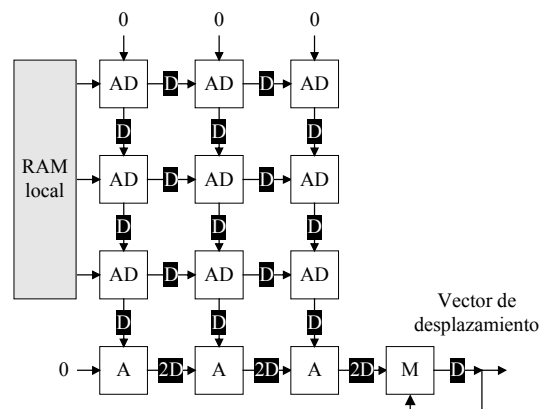 0 0 0
AD D AD D AD
D D D
RAM
local
AD D AD D AD
D D D
AD D AD D AD
D D D
Vector de
desplazamiento
0 A 2D A 2D A 2D M D